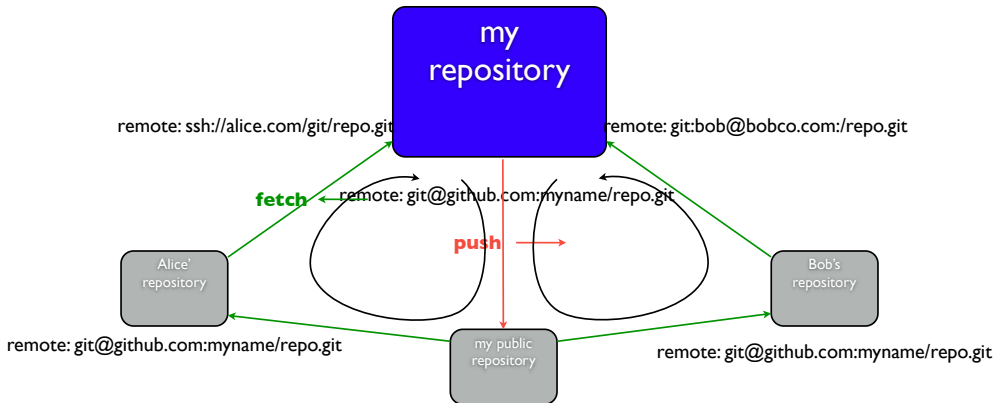 my
repository
remote: ssh://alice.com/git/repo.git
remote: git:bob@bobco.com:/repo.git
fetch
remote: git@github.com:myname/repo.git
push
Alice'
repository
Bob's
repository
remote: git@github.com:myname/repo.git
my public
repository
remote: git@github.com:myname/repo.git